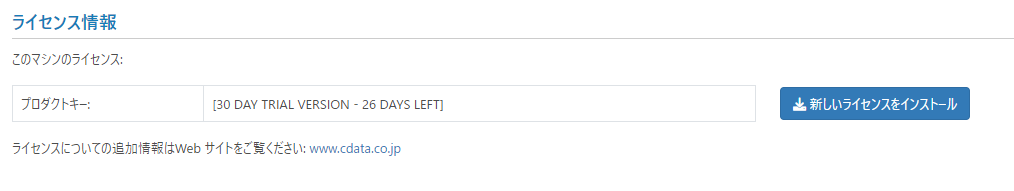 ライセンス情報
このマシンのライセンス:
プロダクトキー: [30 DAY TRIAL VERSION - 26 DAYS LEFT] 新しいライセンスをインストール
ライセンスについての追加情報はWeb サイトをご覧ください: www.cdata.co.jp